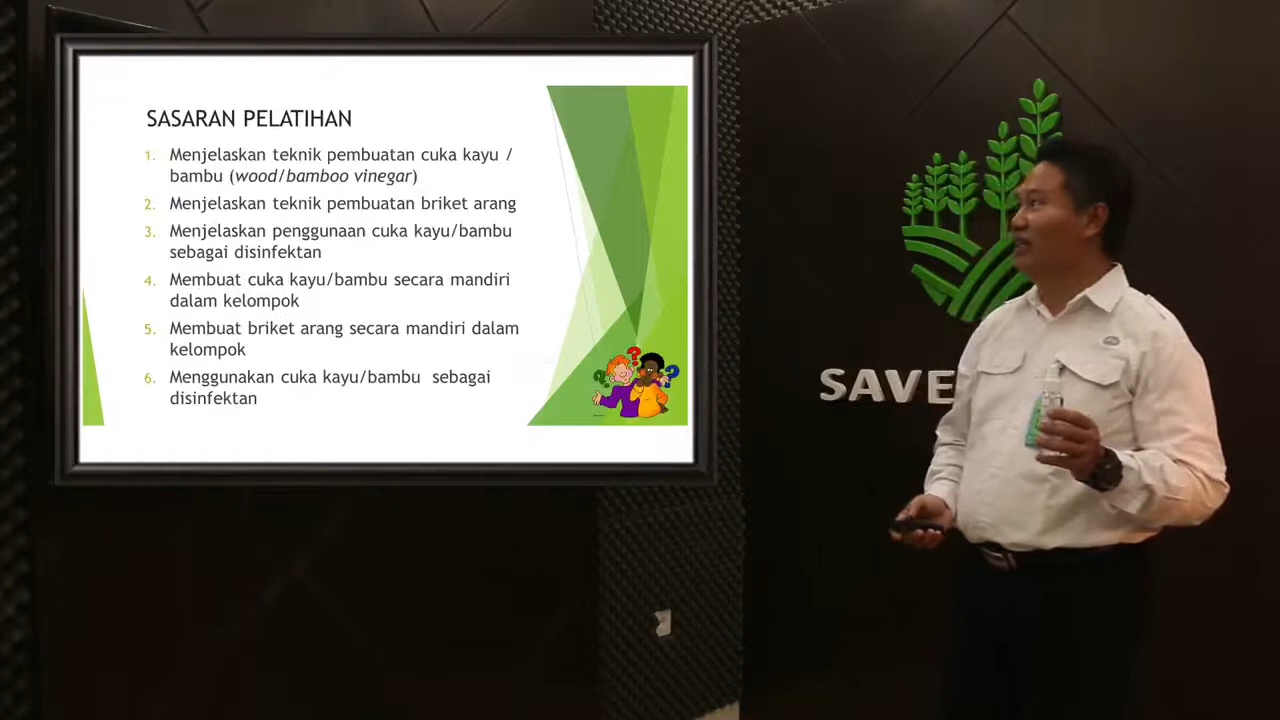 SASARAN PELATIHAN
1. Menjelaskan teknik pembuatan cuka kayu /
bambu (wood/bamboo vinegar)
2. Menjelaskan teknik pembuatan briket arang
3. Menjelaskan penggunaan cuka kayu/bambu
sebagai disinfektan
4. Membuat cuka kayu/bambu secara mandiri
dalam kelompok
5. Membuat briket arang secara mandiri dalam
kelompok
6. Menggunakan cuka kayu/bambu sebagai
disinfektan
? ? ?
SAVE